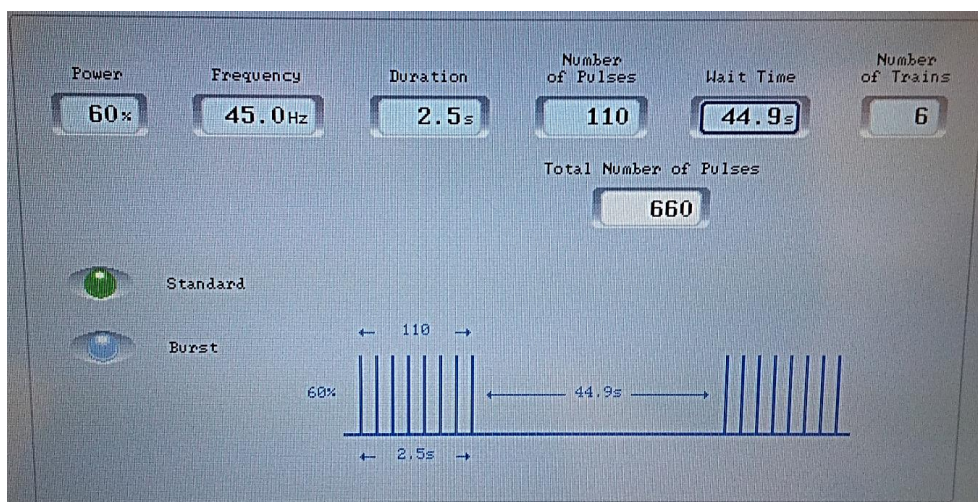 Power Frequency Duration Number of Pulses Wait Time Number of Trains
60% 45.0Hz 2.5s 110 44.9s 6
Total Number of Pulses
660
Standard
Burst
110
60%
44.9s
2.5s